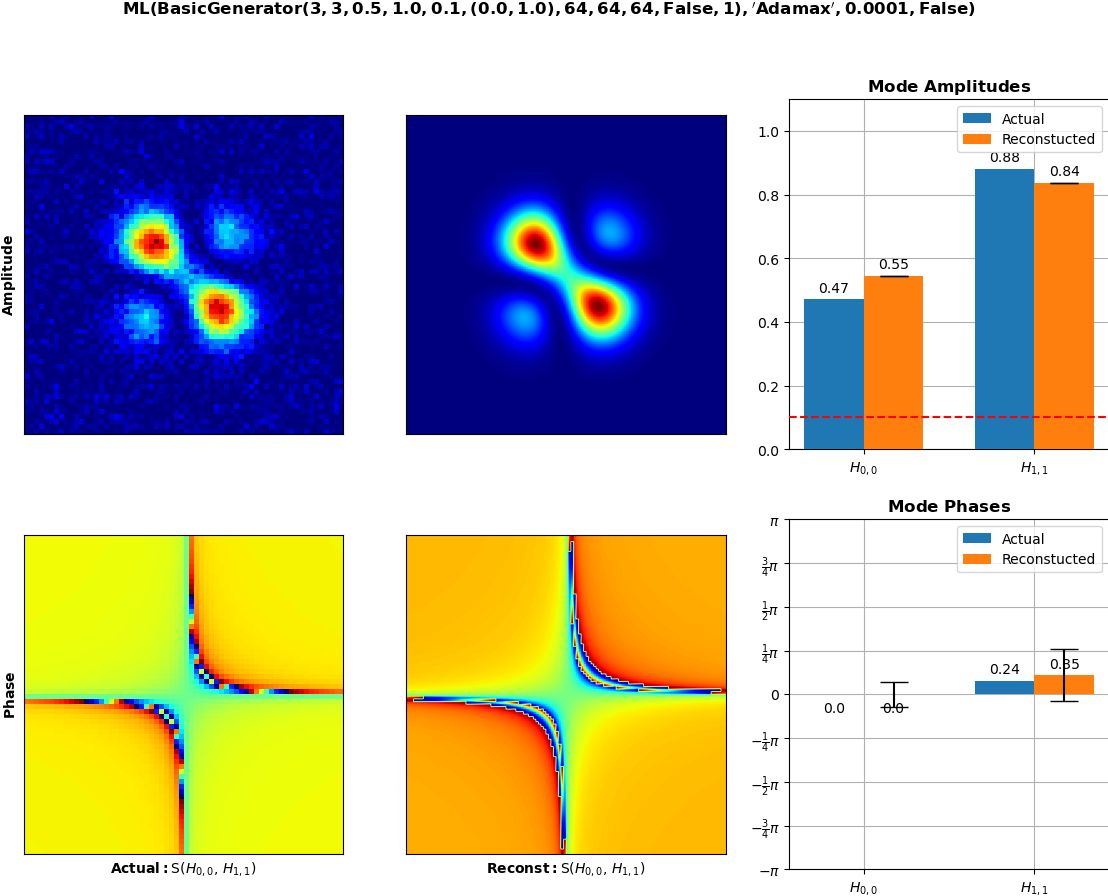 ML(BasicGenerator(3, 3, 0.5, 1.0, 0.1, (0.0, 1.0), 64, 64, 64, False, 1), ′Adamax′, 0.0001, False)
Amplitude
Mode Amplitudes
Actual
Reconstucted
1.0
0.8
0.6
0.4
0.2
0.0
0.47
0.55
0.88
0.84
H0,0
H1,1
Phase
Actual: S(H0,0, H1,1)
Reconst: S(H0,0, H1,1)
Mode Phases
Actual
Reconstucted
π
3/4π
1/2π
1/4π
0
−1/4π
−1/2π
−3/4π
−π
0.0
0.0
0.24
0.35
H0,0
H1,1